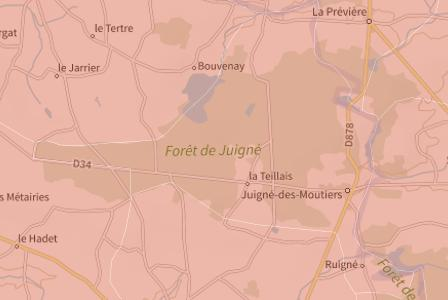 La Prévière
le Tertre
rgat
Bouvenay
le Jarrier
D878
Forêt de Juigné
D34
la Teillais
Juigné-des-Moutiers
s Métairies
le Hadet
Ruigné
Forêt de